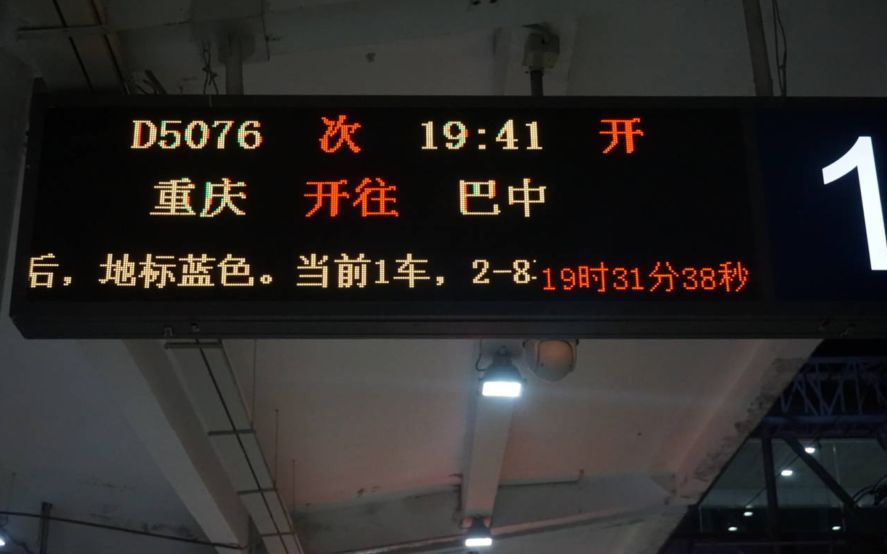 D5076 次 19:41 开
重庆 开往 巴中
后，地标蓝色。当前1车，2-8 19时31分38秒
1